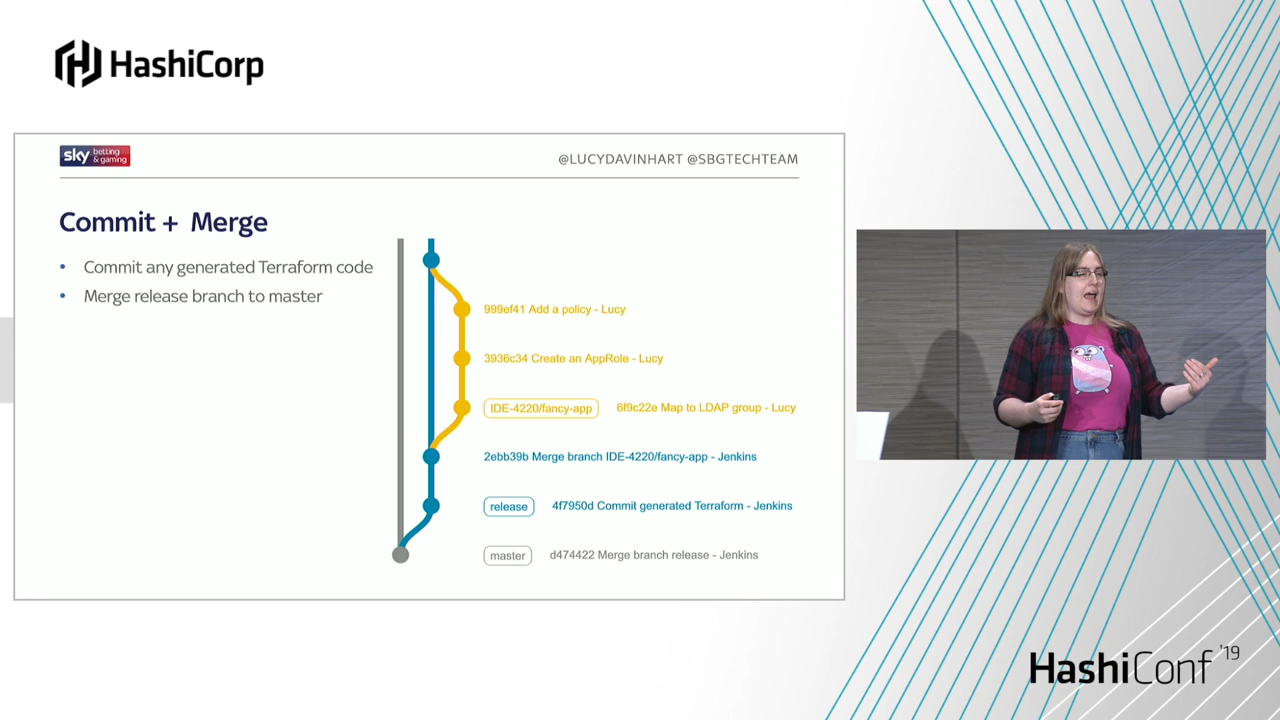 HashiCorp
sky betting & gaming
@LUCYDAVINHART @SBGTECHTEAM
Commit + Merge
• Commit any generated Terraform code
• Merge release branch to master
999ef41 Add a policy - Lucy
3936c34 Create an AppRole - Lucy
IDE-4220/fancy-app 6f9c22e Map to LDAP group - Lucy
2ebb39b Merge branch IDE-4220/fancy-app - Jenkins
release 4f7950d Commit generated Terraform - Jenkins
master d474422 Merge branch release - Jenkins
HashiConf '19